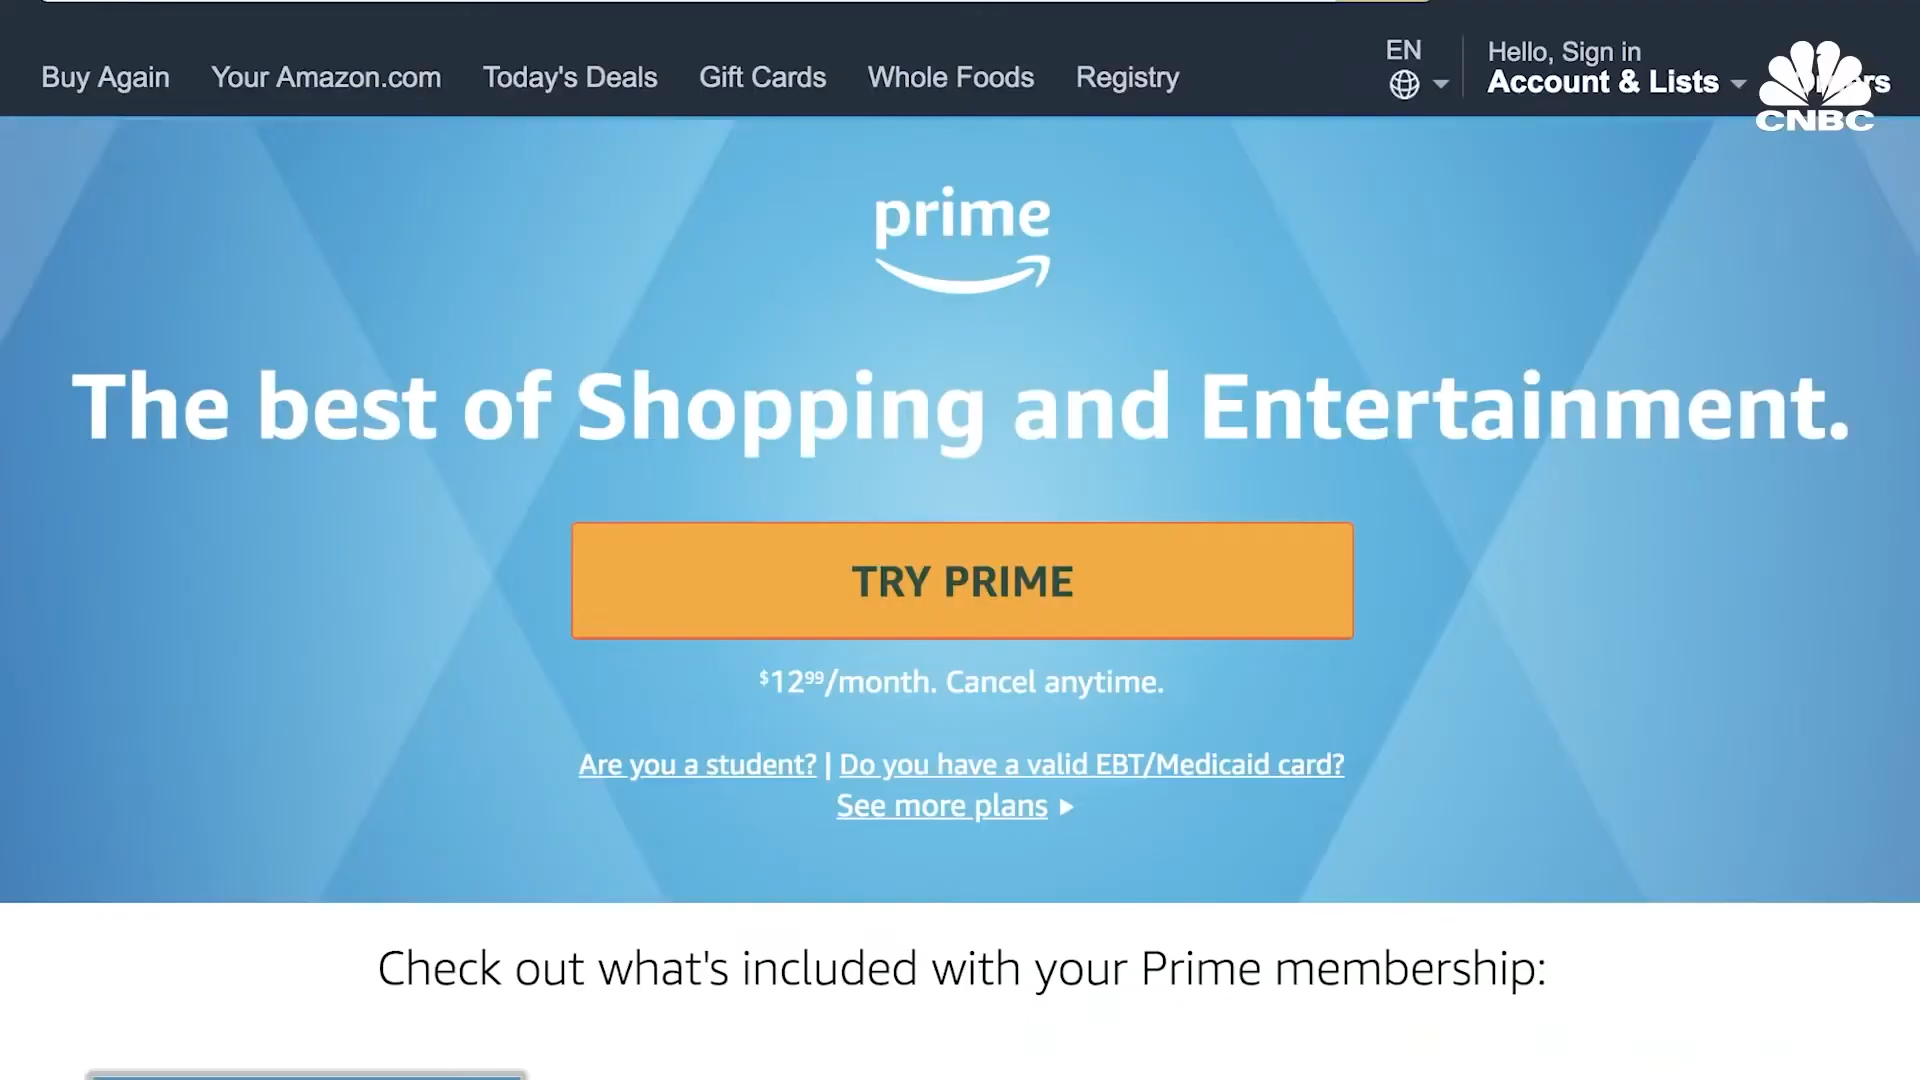 Buy Again Your Amazon.com Today's Deals Gift Cards Whole Foods Registry
EN
Hello, Sign in
Account & Lists
CNBC
prime
The best of Shopping and Entertainment.
TRY PRIME
$12⁹⁹/month. Cancel anytime.
Are you a student? | Do you have a valid EBT/Medicaid card?
See more plans ▸
Check out what's included with your Prime membership: